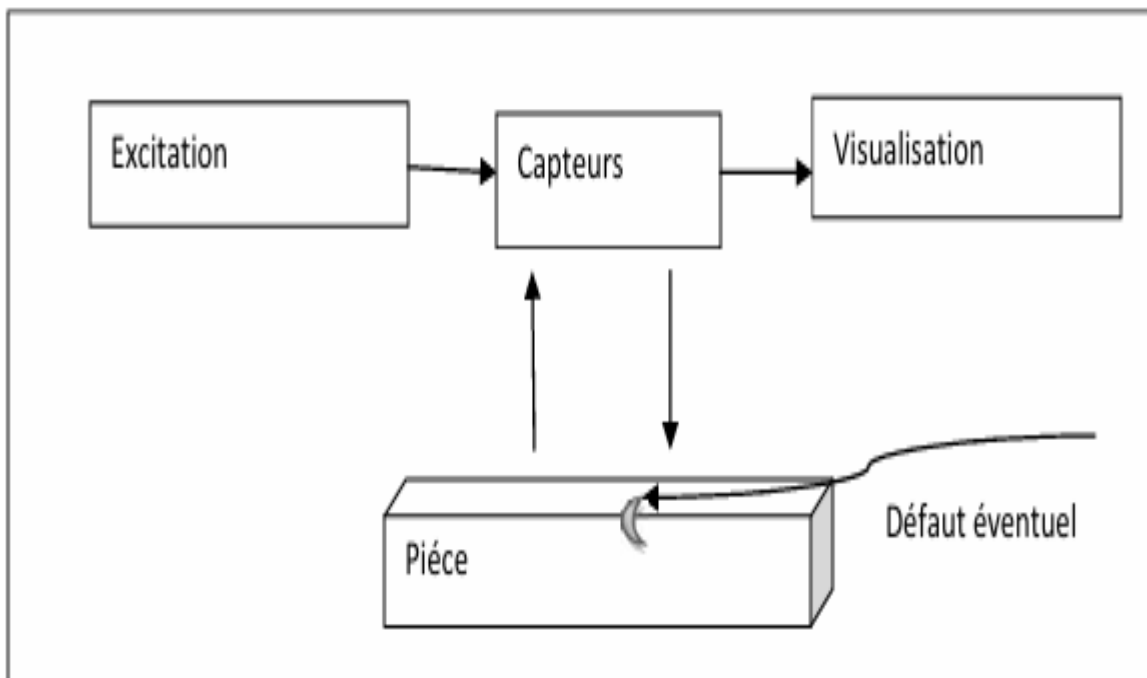 Excitation
Capteurs
Visualisation
Défaut éventuel
Piéce